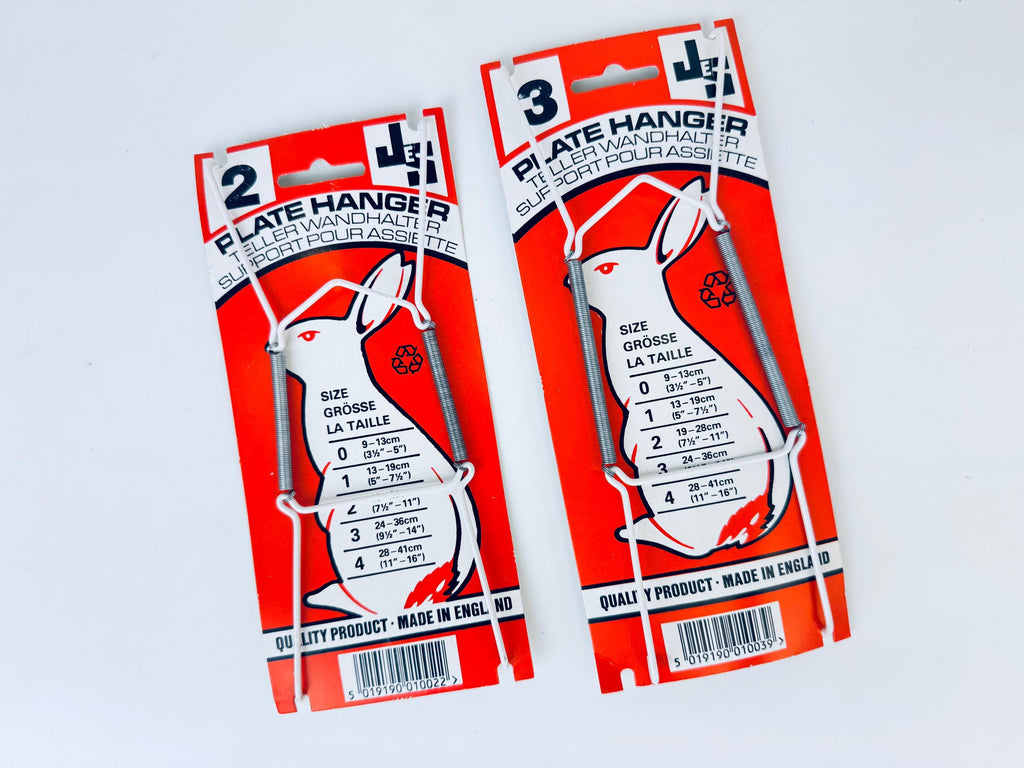 2
JES
PLATE HANGER
TELLER WANDHALTER
SUPPORT POUR ASSIETTE
SIZE
GRÖSSE
LA TAILLE
0 9–13cm
(3½"–5")
1 13–19cm
(5"–7½")
2
(7½"–11")
3 24–36cm
(9½"–14")
4 28–41cm
(11"–16")
QUALITY PRODUCT · MADE IN ENGLAND
5 019190 010022 >
3
JES
PLATE HANGER
TELLER WANDHALTER
SUPPORT POUR ASSIETTE
SIZE
GRÖSSE
LA TAILLE
0 9–13cm
(3½"–5")
1 13–19cm
(5"–7½")
2 19–28cm
(7½"–11")
3 24–36cm
4 28–41cm
(11"–16")
QUALITY PRODUCT · MADE IN ENGLAND
5 019190 010039 >